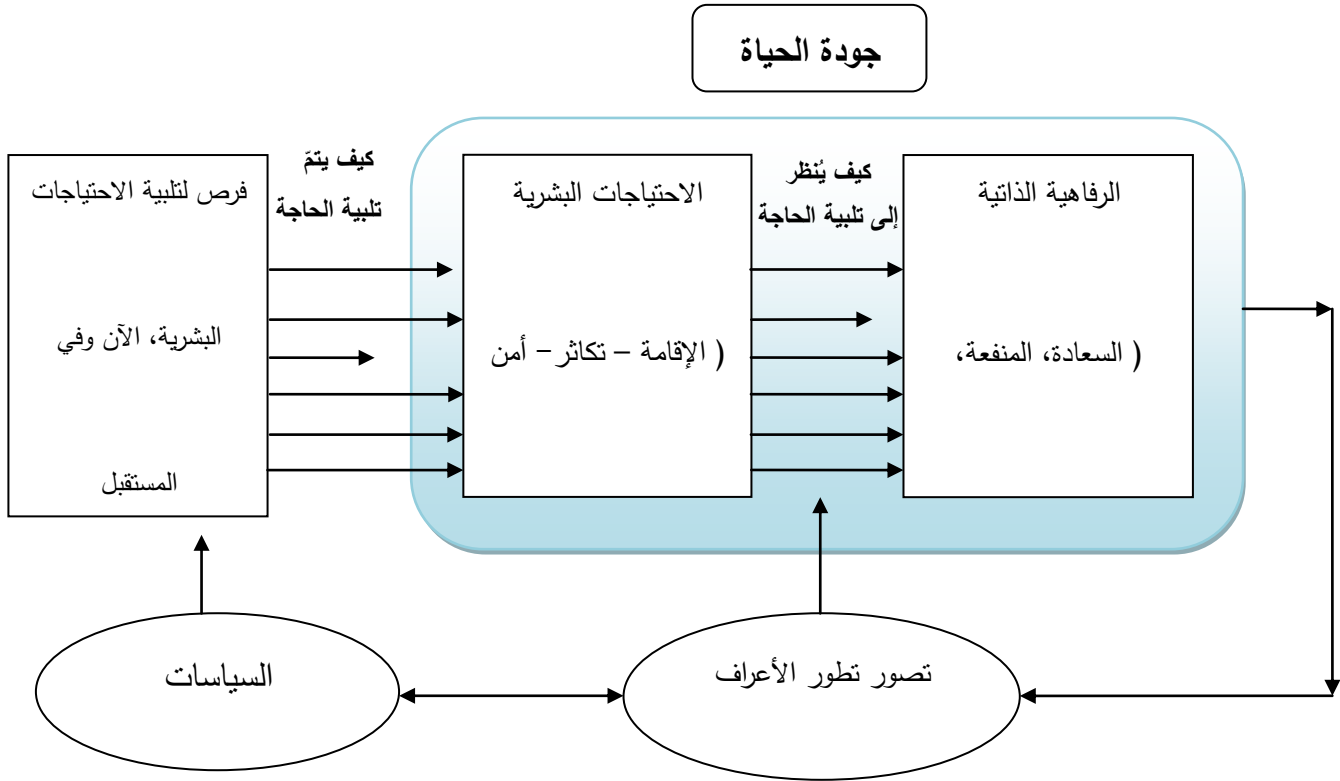 جودة الحياة
الرفاهية الذاتية
( السعادة، المنفعة،
كيف يُنظر
إلى تلبية الحاجة
الاحتياجات البشرية
( الإقامة – تكاثر – أمن
كيف يتمّ
تلبية الحاجة
فرص لتلبية الاحتياجات
البشرية، الآن وفي
المستقبل
تصور تطور الأعراف
السياسات